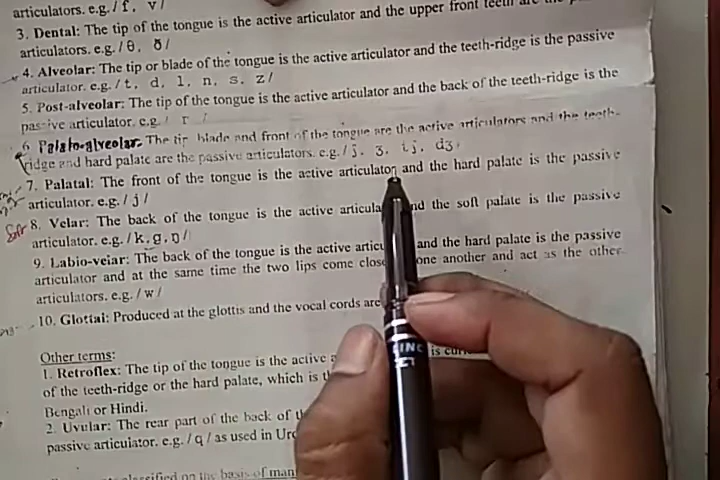 articulators. e.g. / f, v /
3. Dental: The tip of the tongue is the active articulator and the upper front teeth are the
articulators. e.g. / θ, ð /
4. Alveolar: The tip or blade of the tongue is the active articulator and the teeth-ridge is the passive
articulator. e.g. / t, d, l, n, s, z /
5. Post-alveolar: The tip of the tongue is the active articulator and the back of the teeth-ridge is the
passive articulator. e.g. / r /
6 Palato-alveolar. The tip blade and front of the tongue are the active articulators and the teeth-
ridge and hard palate are the passive articulators. e.g. / ʃ, ʒ, tʃ, dʒ,
7. Palatal: The front of the tongue is the active articulator and the hard palate is the passive
articulator. e.g. / j /
8. Velar: The back of the tongue is the active articula nd the soft palate is the passive
articulator. e.g. / k, g, ŋ /
9. Labio-velar: The back of the tongue is the active artic and the hard palate is the passive
articulator and at the same time the two lips come close one another and act as the other
articulators. e.g. / w /
10. Glottal: Produced at the glottis and the vocal cords are
Other terms:
1. Retroflex: The tip of the tongue is the active a is
of the teeth-ridge or the hard palate, which is
Bengali or Hindi.
2. Uvular: The rear part of the back of
passive articulator. e.g. / q / as used in
classified on the basis of